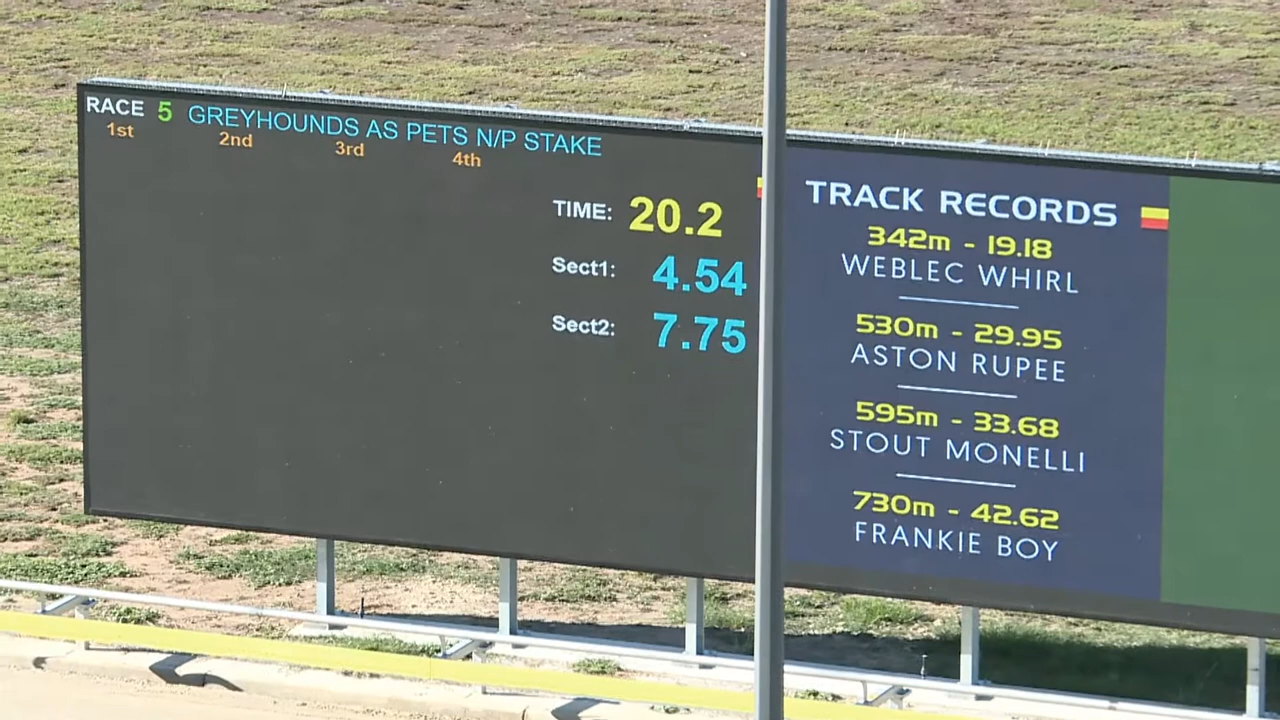 RACE 5 GREYHOUNDS AS PETS N/P STAKE
1st 2nd 3rd 4th
TIME: 20.2
Sect1: 4.54
Sect2: 7.75
TRACK RECORDS
342m - 19.18
WEBLEC WHIRL
530m - 29.95
ASTON RUPEE
595m - 33.68
STOUT MONELLI
730m - 42.62
FRANKIE BOY